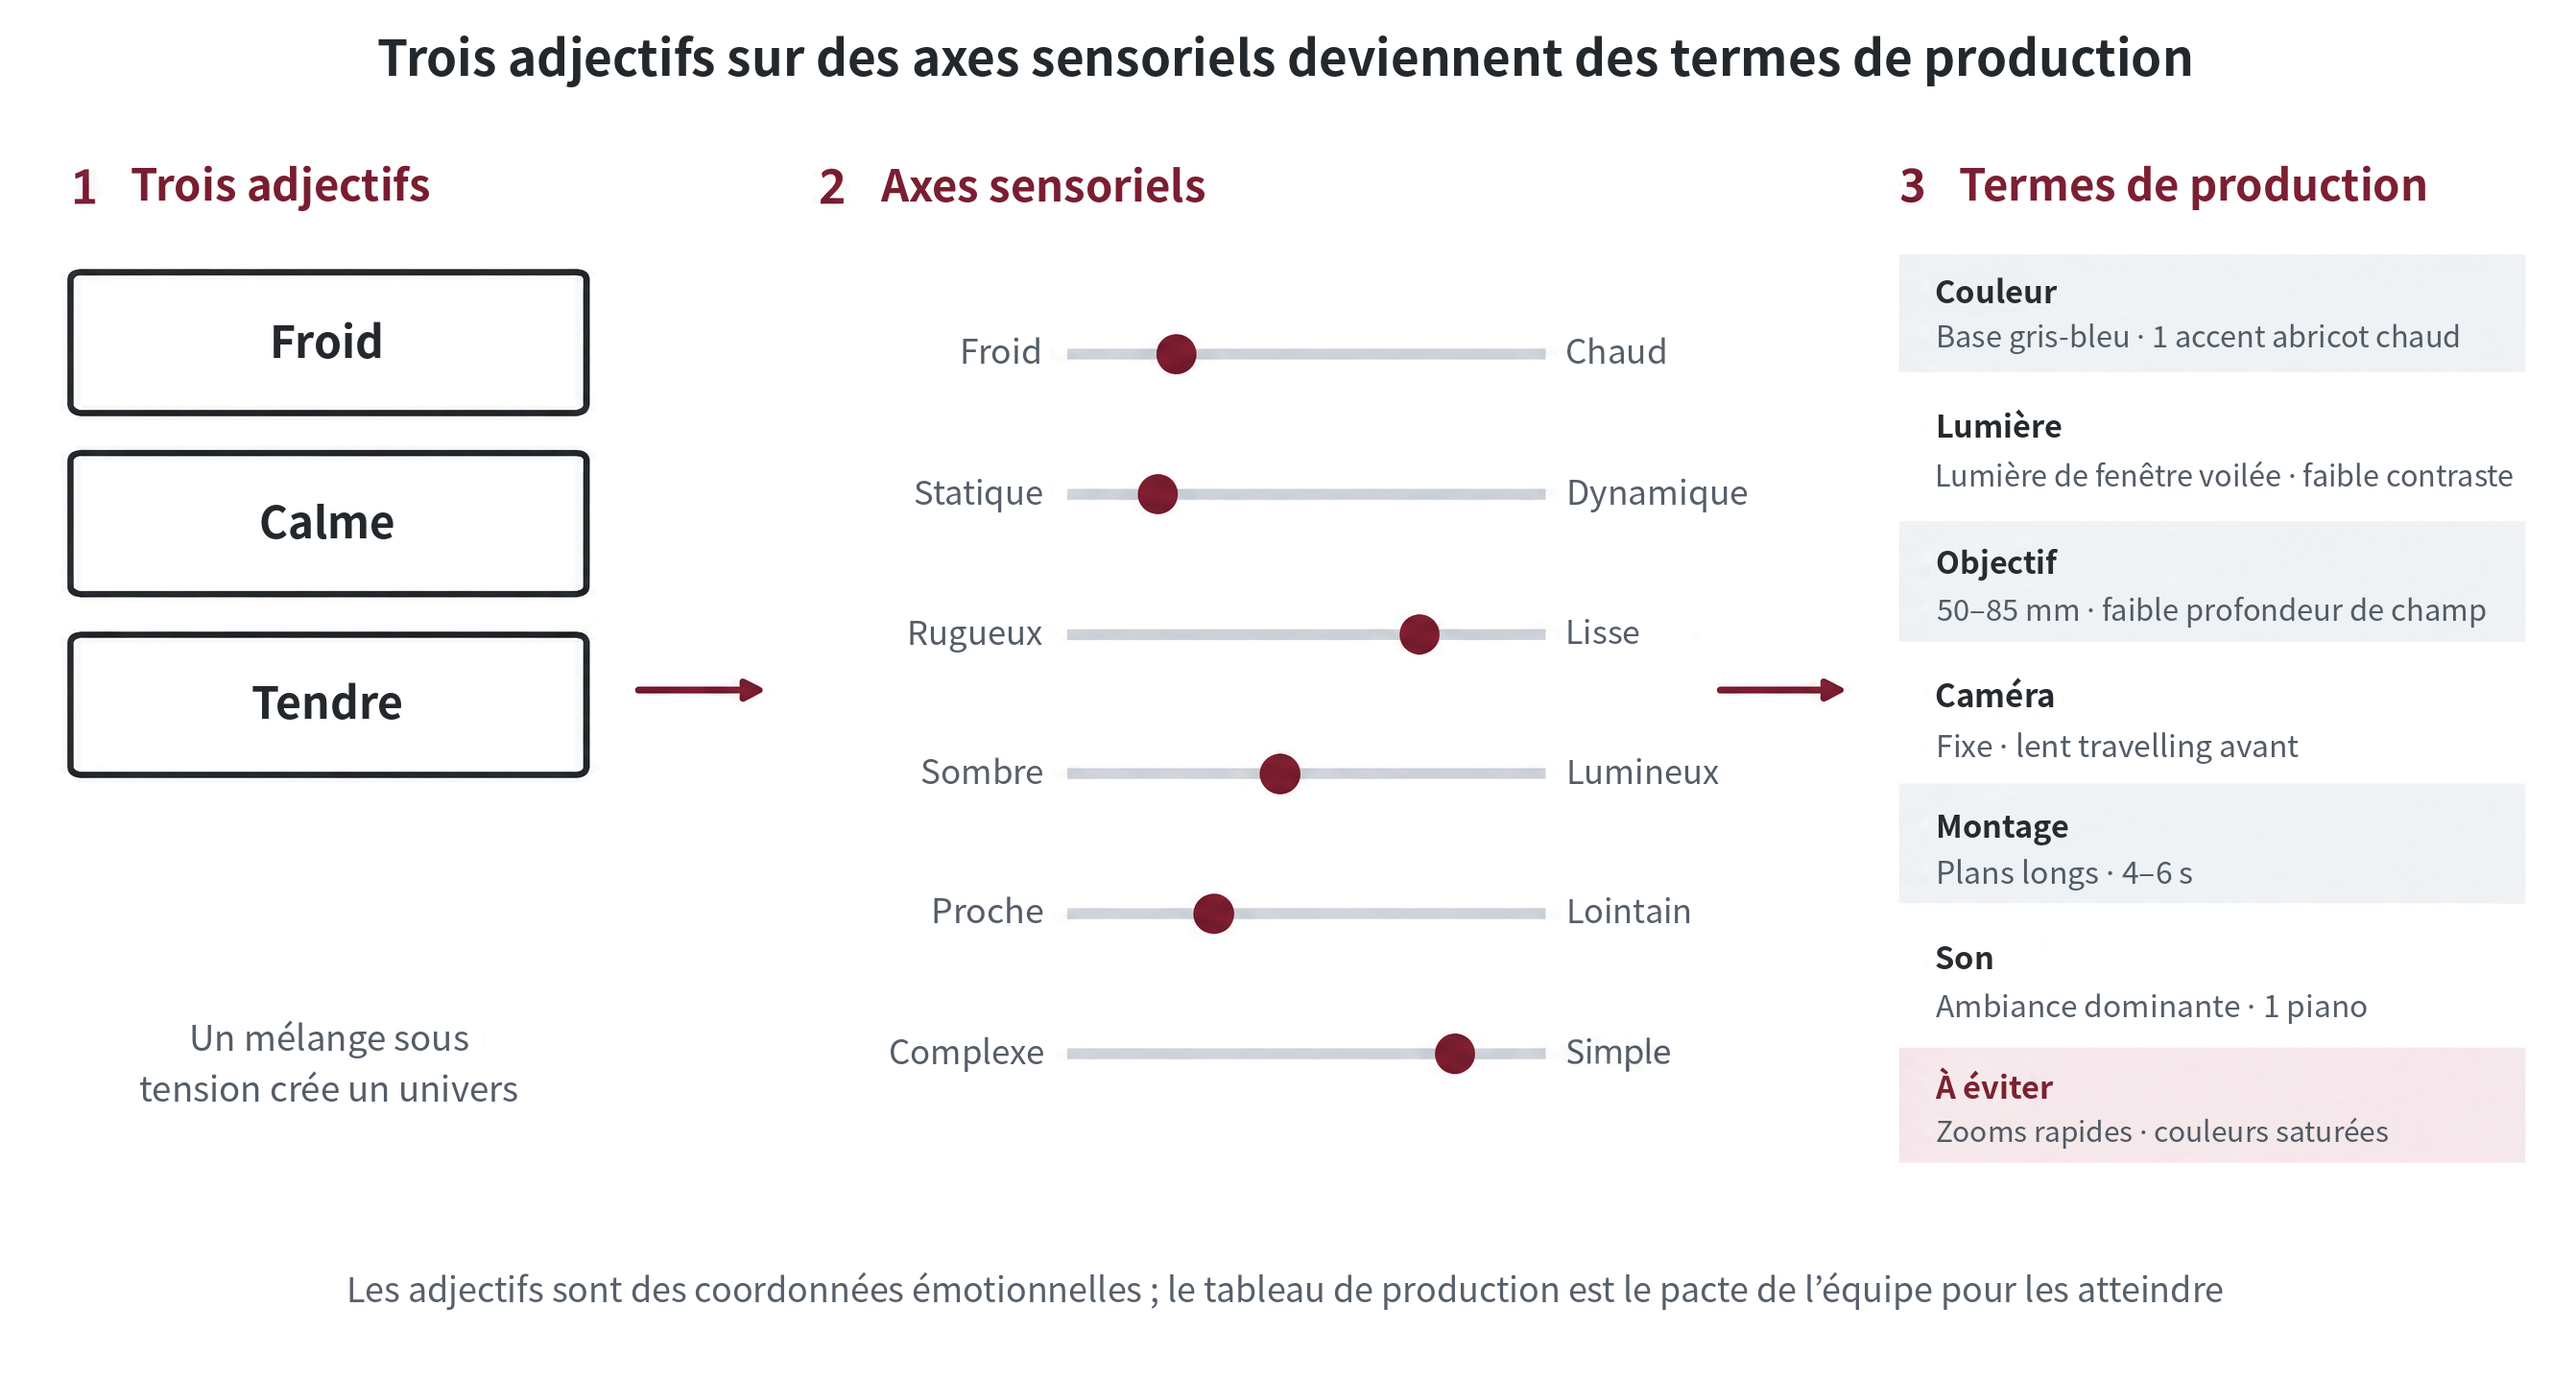 Trois adjectifs sur des axes sensoriels deviennent des termes de production
1 Trois adjectifs
Froid
Calme
Tendre
Un mélange sous
tension crée un univers
2 Axes sensoriels
Froid Chaud
Statique Dynamique
Rugueux Lisse
Sombre Lumineux
Proche Lointain
Complexe Simple
3 Termes de production
Couleur
Base gris-bleu · 1 accent abricot chaud
Lumière
Lumière de fenêtre voilée · faible contraste
Objectif
50–85 mm · faible profondeur de champ
Caméra
Fixe · lent travelling avant
Montage
Plans longs · 4–6 s
Son
Ambiance dominante · 1 piano
À éviter
Zooms rapides · couleurs saturées
Les adjectifs sont des coordonnées émotionnelles ; le tableau de production est le pacte de l’équipe pour les atteindre